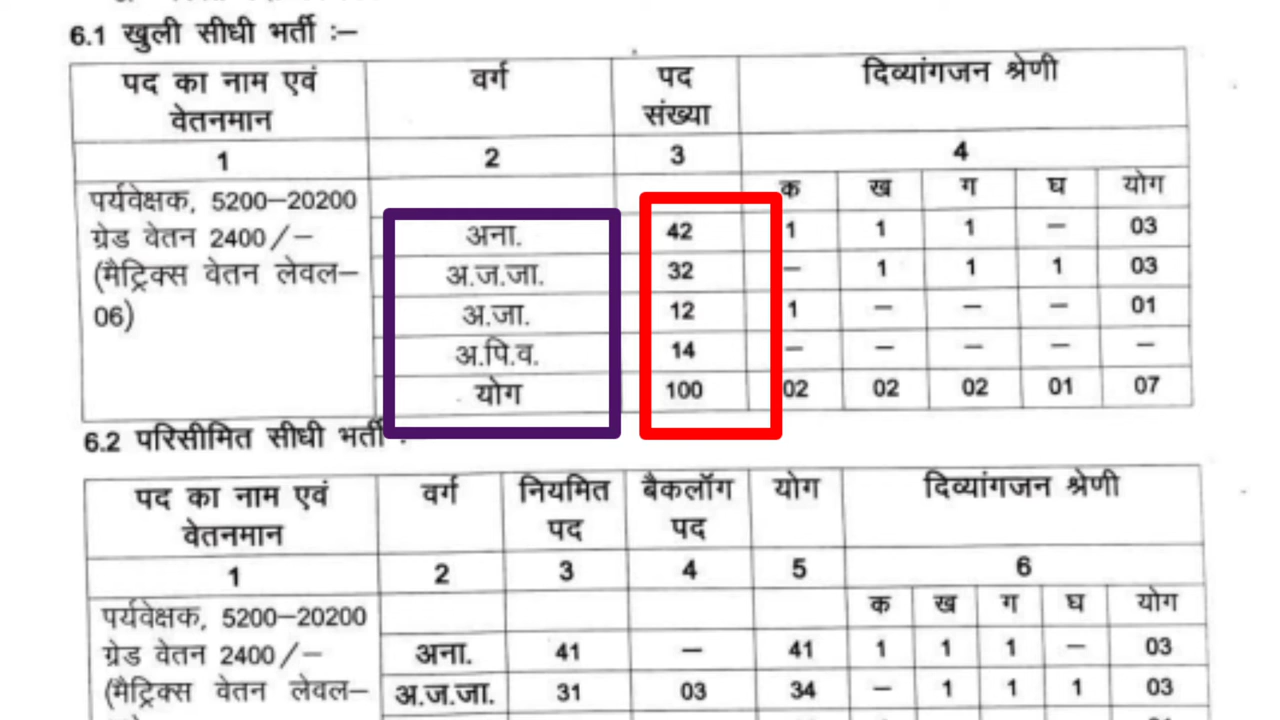 6.1 खुली सीधी भर्ती :–
पद का नाम एवं वेतनमान वर्ग पद संख्या दिव्यांगजन श्रेणी
1 2 3 4
क ख ग घ योग
पर्यवेक्षक, 5200–20200
ग्रेड वेतन 2400/– अना. 42 1 1 1 – 03
(मैट्रिक्स वेतन लेवल– अ.ज.जा. 32 – 1 1 1 03
06) अ.जा. 12 1 – – – 01
अ.पि.व. 14 – – – – –
योग 100 02 02 02 01 07
6.2 परिसीमित सीधी भर्ती
पद का नाम एवं वेतनमान वर्ग नियमित पद बैकलॉग पद योग दिव्यांगजन श्रेणी
1 2 3 4 5 6
क ख ग घ योग
पर्यवेक्षक, 5200–20200
ग्रेड वेतन 2400/– अना. 41 – 41 1 1 1 – 03
(मैट्रिक्स वेतन लेवल– अ.ज.जा. 31 03 34 – 1 1 1 03